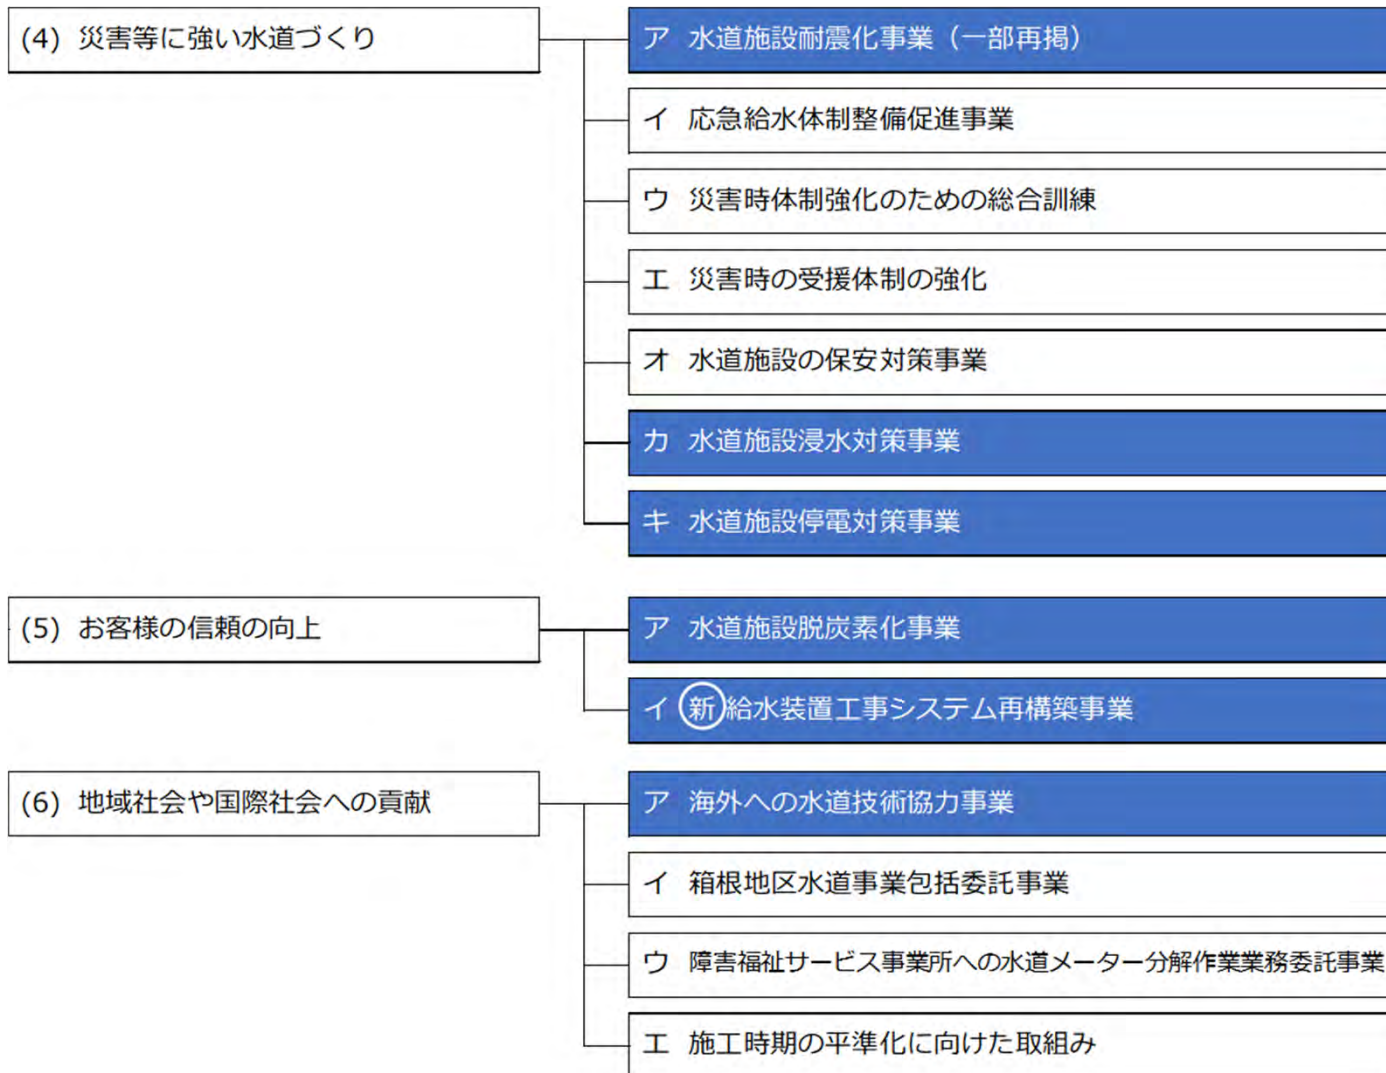 (4) 災害等に強い水道づくり
ア 水道施設耐震化事業（一部再掲）
イ 応急給水体制整備促進事業
ウ 災害時体制強化のための総合訓練
エ 災害時の受援体制の強化
オ 水道施設の保安対策事業
カ 水道施設浸水対策事業
キ 水道施設停電対策事業
(5) お客様の信頼の向上
ア 水道施設脱炭素化事業
イ 新給水装置工事システム再構築事業
(6) 地域社会や国際社会への貢献
ア 海外への水道技術協力事業
イ 箱根地区水道事業包括委託事業
ウ 障害福祉サービス事業所への水道メーター分解作業業務委託事業
エ 施工時期の平準化に向けた取組み